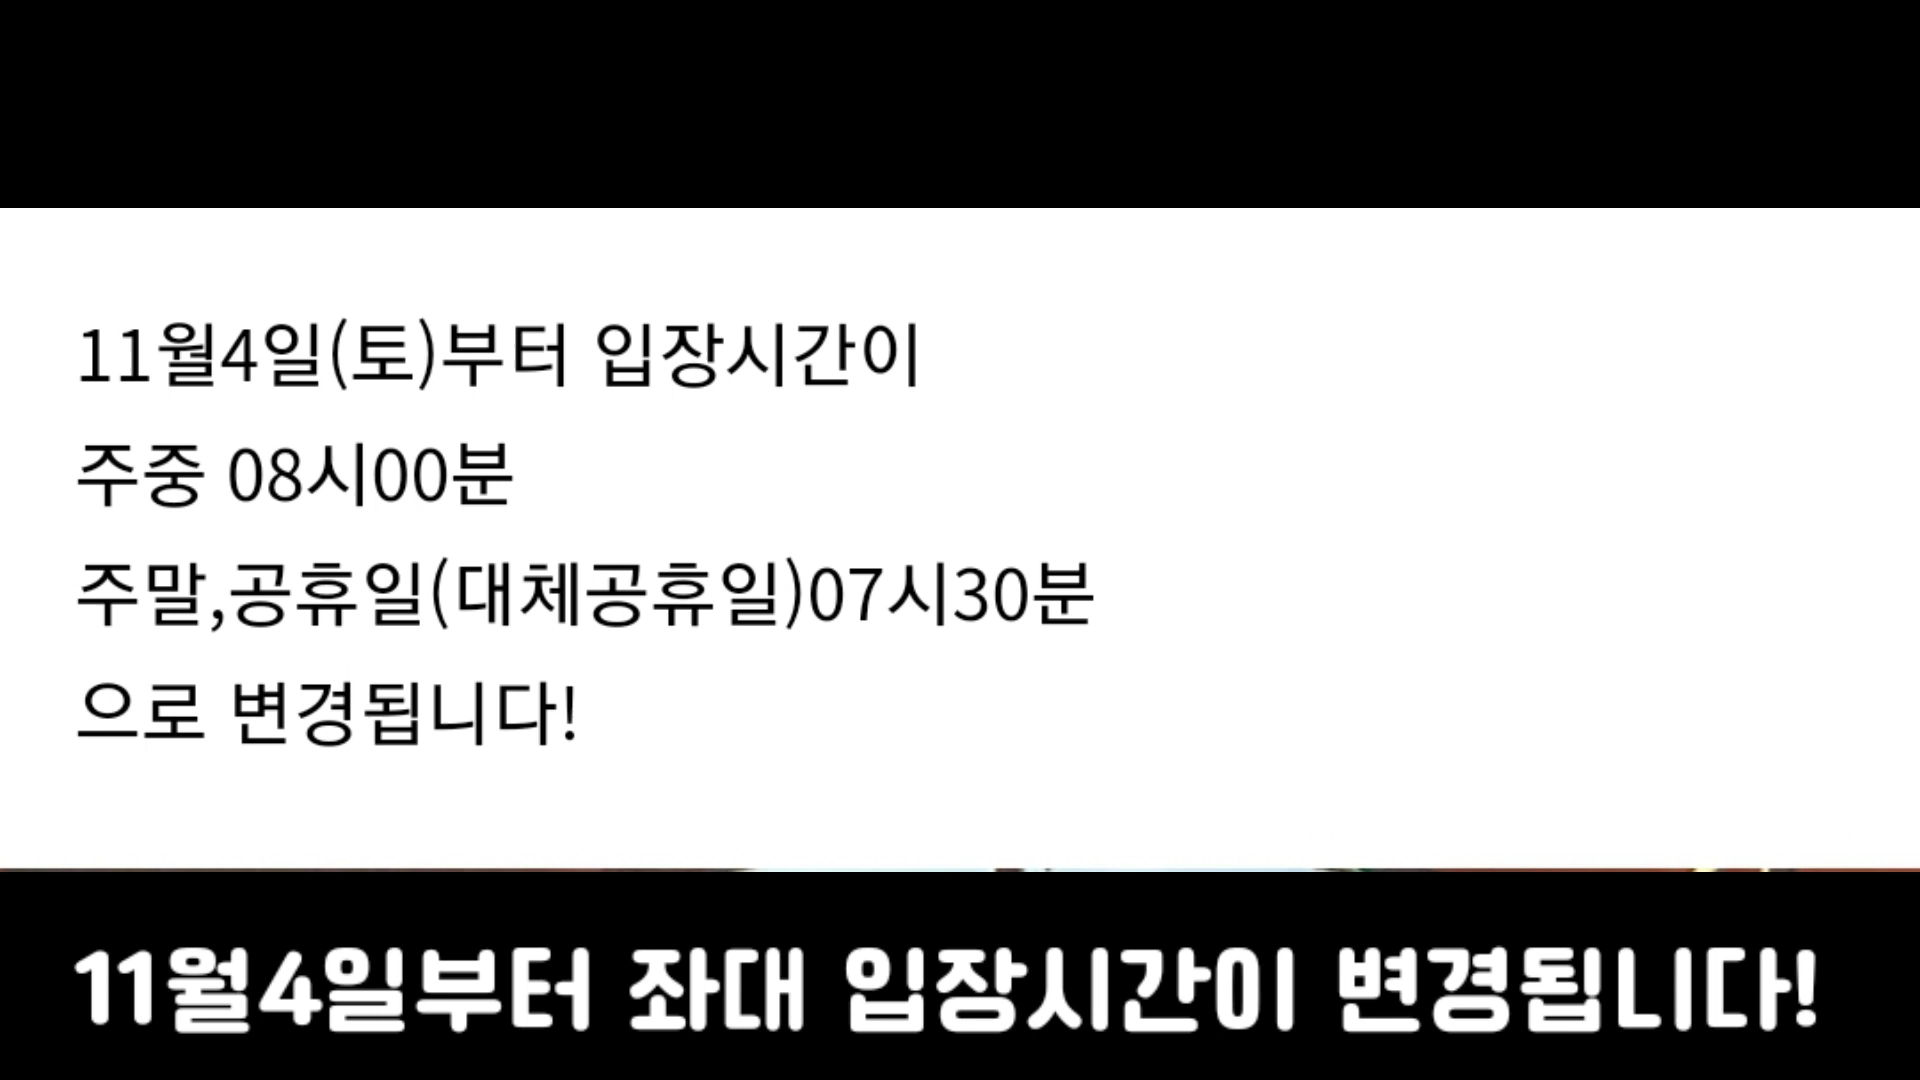 11월4일(토)부터 입장시간이
주중 08시00분
주말,공휴일(대체공휴일)07시30분
으로 변경됩니다!
11월4일부터 좌대 입장시간이 변경됩니다!